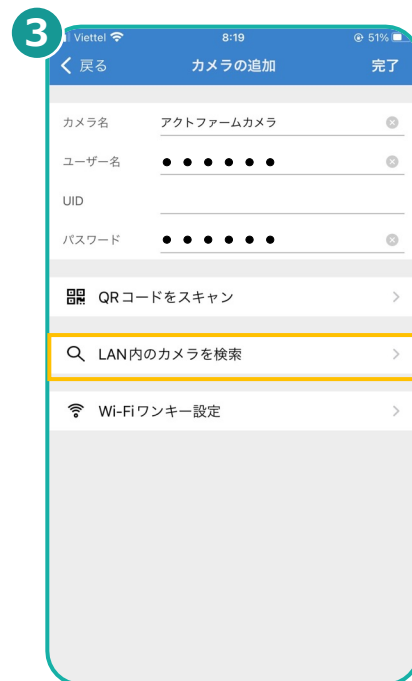 3
Viettel 8:19 51%
戻る カメラの追加 完了
カメラ名 アクトファームカメラ
ユーザー名 ●●●●●●
UID
パスワード ●●●●●●
QRコードをスキャン
LAN内のカメラを検索
Wi-Fiワンキー設定